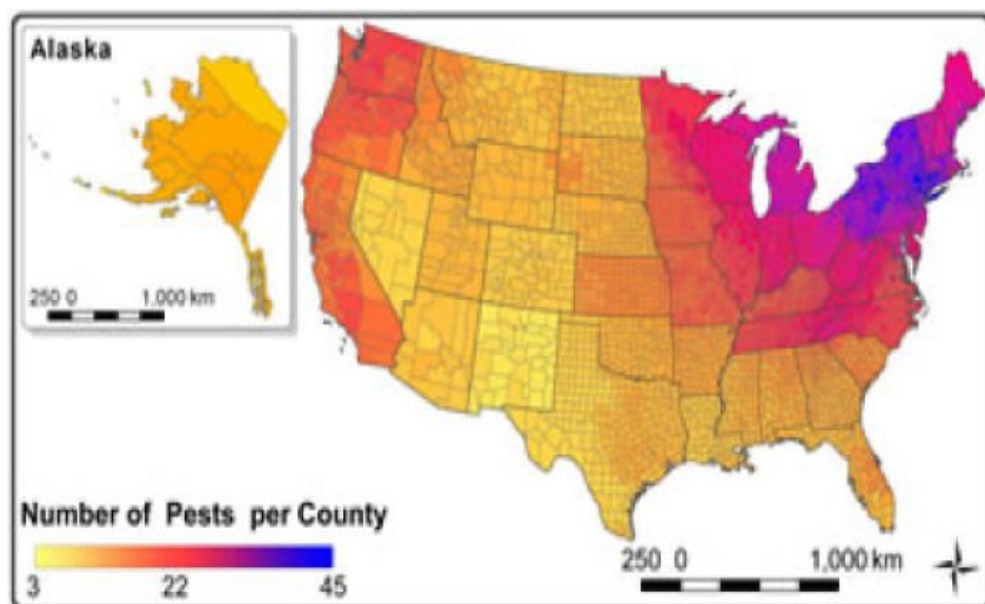 Alaska
250 0 1,000 km
Number of Pests per County
3 22 45
250 0 1,000 km